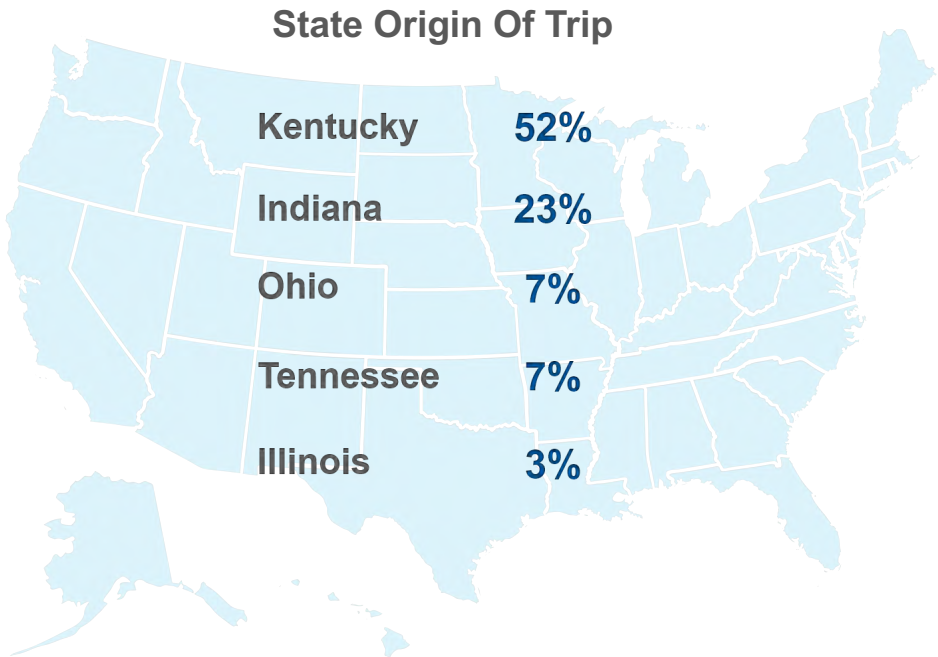 State Origin Of Trip
Kentucky 52%
Indiana 23%
Ohio 7%
Tennessee 7%
Illinois 3%